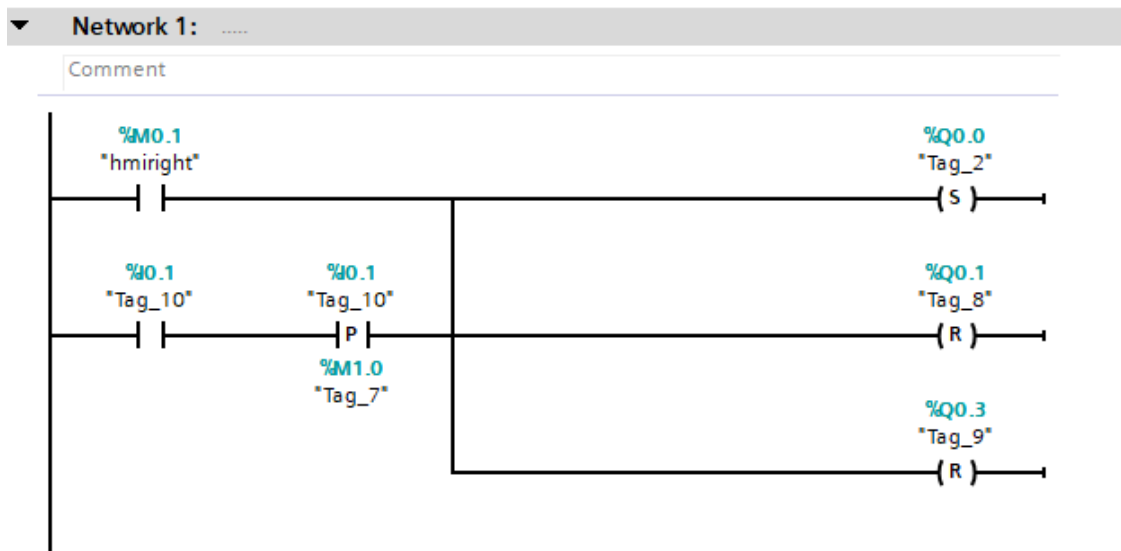 Network 1: .....
Comment
%M0.1 %Q0.0
"hmiright" "Tag_2"
( S )
%I0.1 %I0.1 %Q0.1
"Tag_10" "Tag_10" "Tag_8"
P ( R )
%M1.0
"Tag_7"
%Q0.3
"Tag_9"
( R )